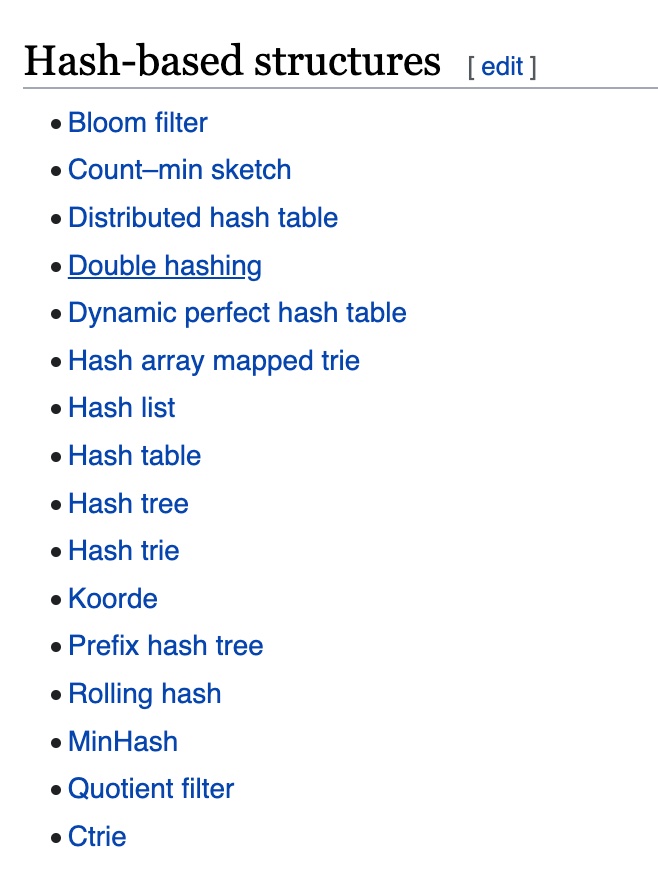 Hash-based structures [ edit ]
• Bloom filter
• Count–min sketch
• Distributed hash table
• Double hashing
• Dynamic perfect hash table
• Hash array mapped trie
• Hash list
• Hash table
• Hash tree
• Hash trie
• Koorde
• Prefix hash tree
• Rolling hash
• MinHash
• Quotient filter
• Ctrie